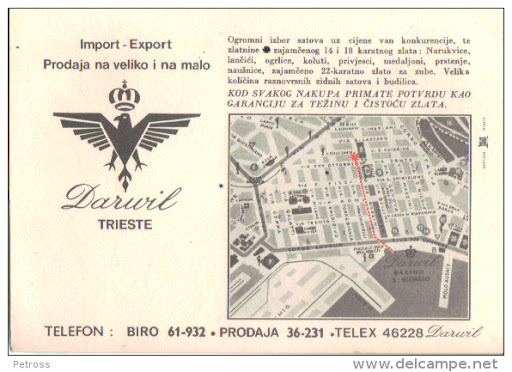 Import - Export
Prodaja na veliko i na malo
Darwil
TRIESTE
Ogromni izbor satova uz cijene van konkurencije, te
zlatnine zajamčenog 14 i 18 karatnog zlata: Narukvice,
lančići, ogrlice, koluti, privjesci, medaljoni, prstenje,
naušnice, zajamčeno 22-karatno zlato za zube. Velika
količina raznovrsnih zidnih satova i budilica.
KOD SVAKOG NAKUPA PRIMATE POTVRDU KAO
GARANCIJU ZA TEŽINU I ČISTOĆU ZLATA.
Darwil
BACINO
S. GIORGIO
TELEFON : BIRO 61-932 • PRODAJA 36-231 • TELEX 46228 Darwil
Petross
delcampe.net